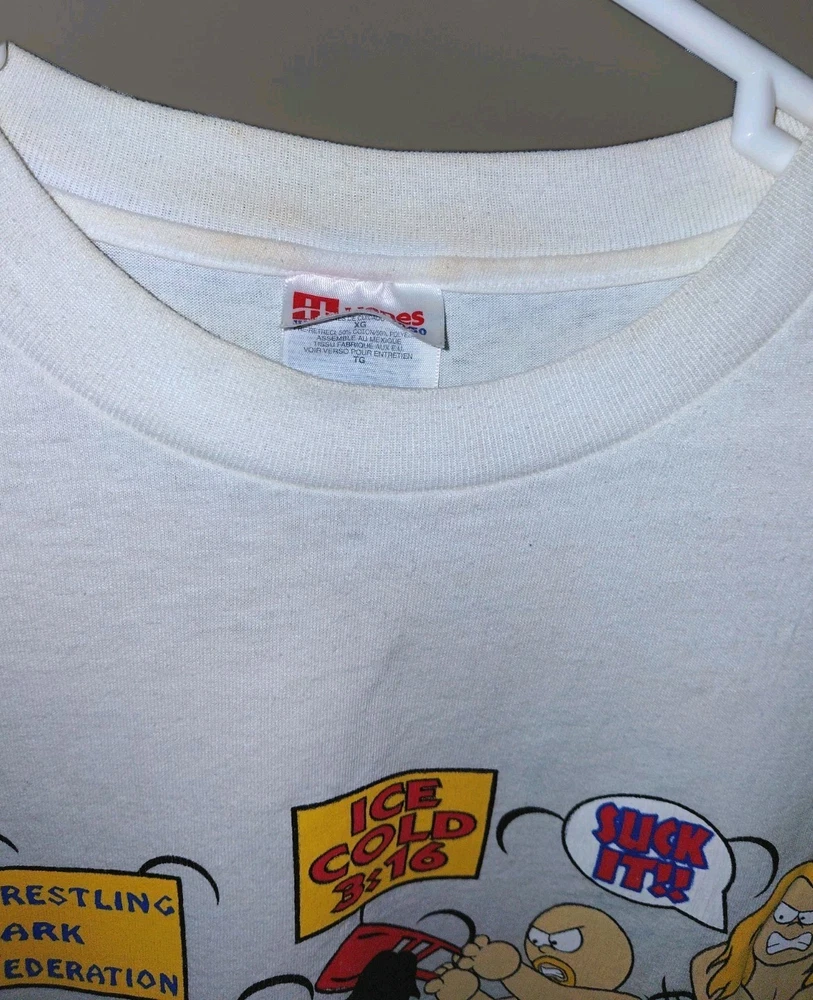 Hanes
XG
ASSEMBLE AU MEXIQUE
TISSU FABRIQUE AUX E.U.
VOIR VERSO POUR ENTRETIEN
TG
ICE
COLD
3:16
SUCK
IT!!
RESTLING
ARK
EDERATION